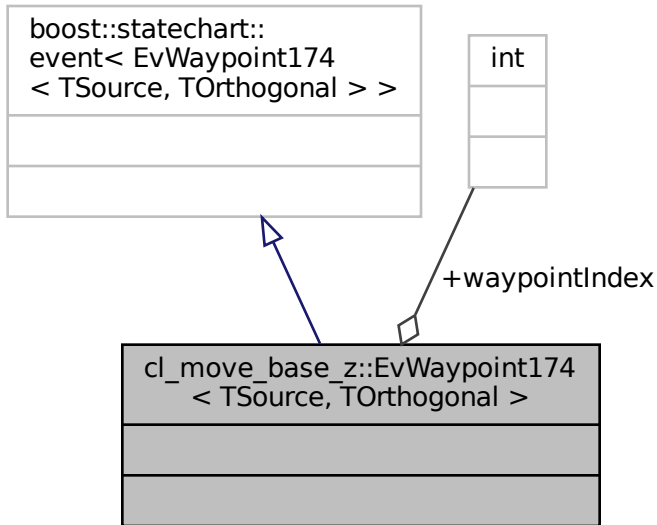 boost::statechart::
event< EvWaypoint174
< TSource, TOrthogonal > >
int
+waypointIndex
cl_move_base_z::EvWaypoint174
< TSource, TOrthogonal >